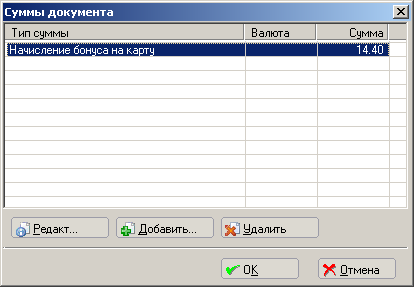 Суммы документа
Тип суммы Валюта Сумма
Начисление бонуса на карту 14.40
Редакт... Добавить... Удалить
OK Отмена